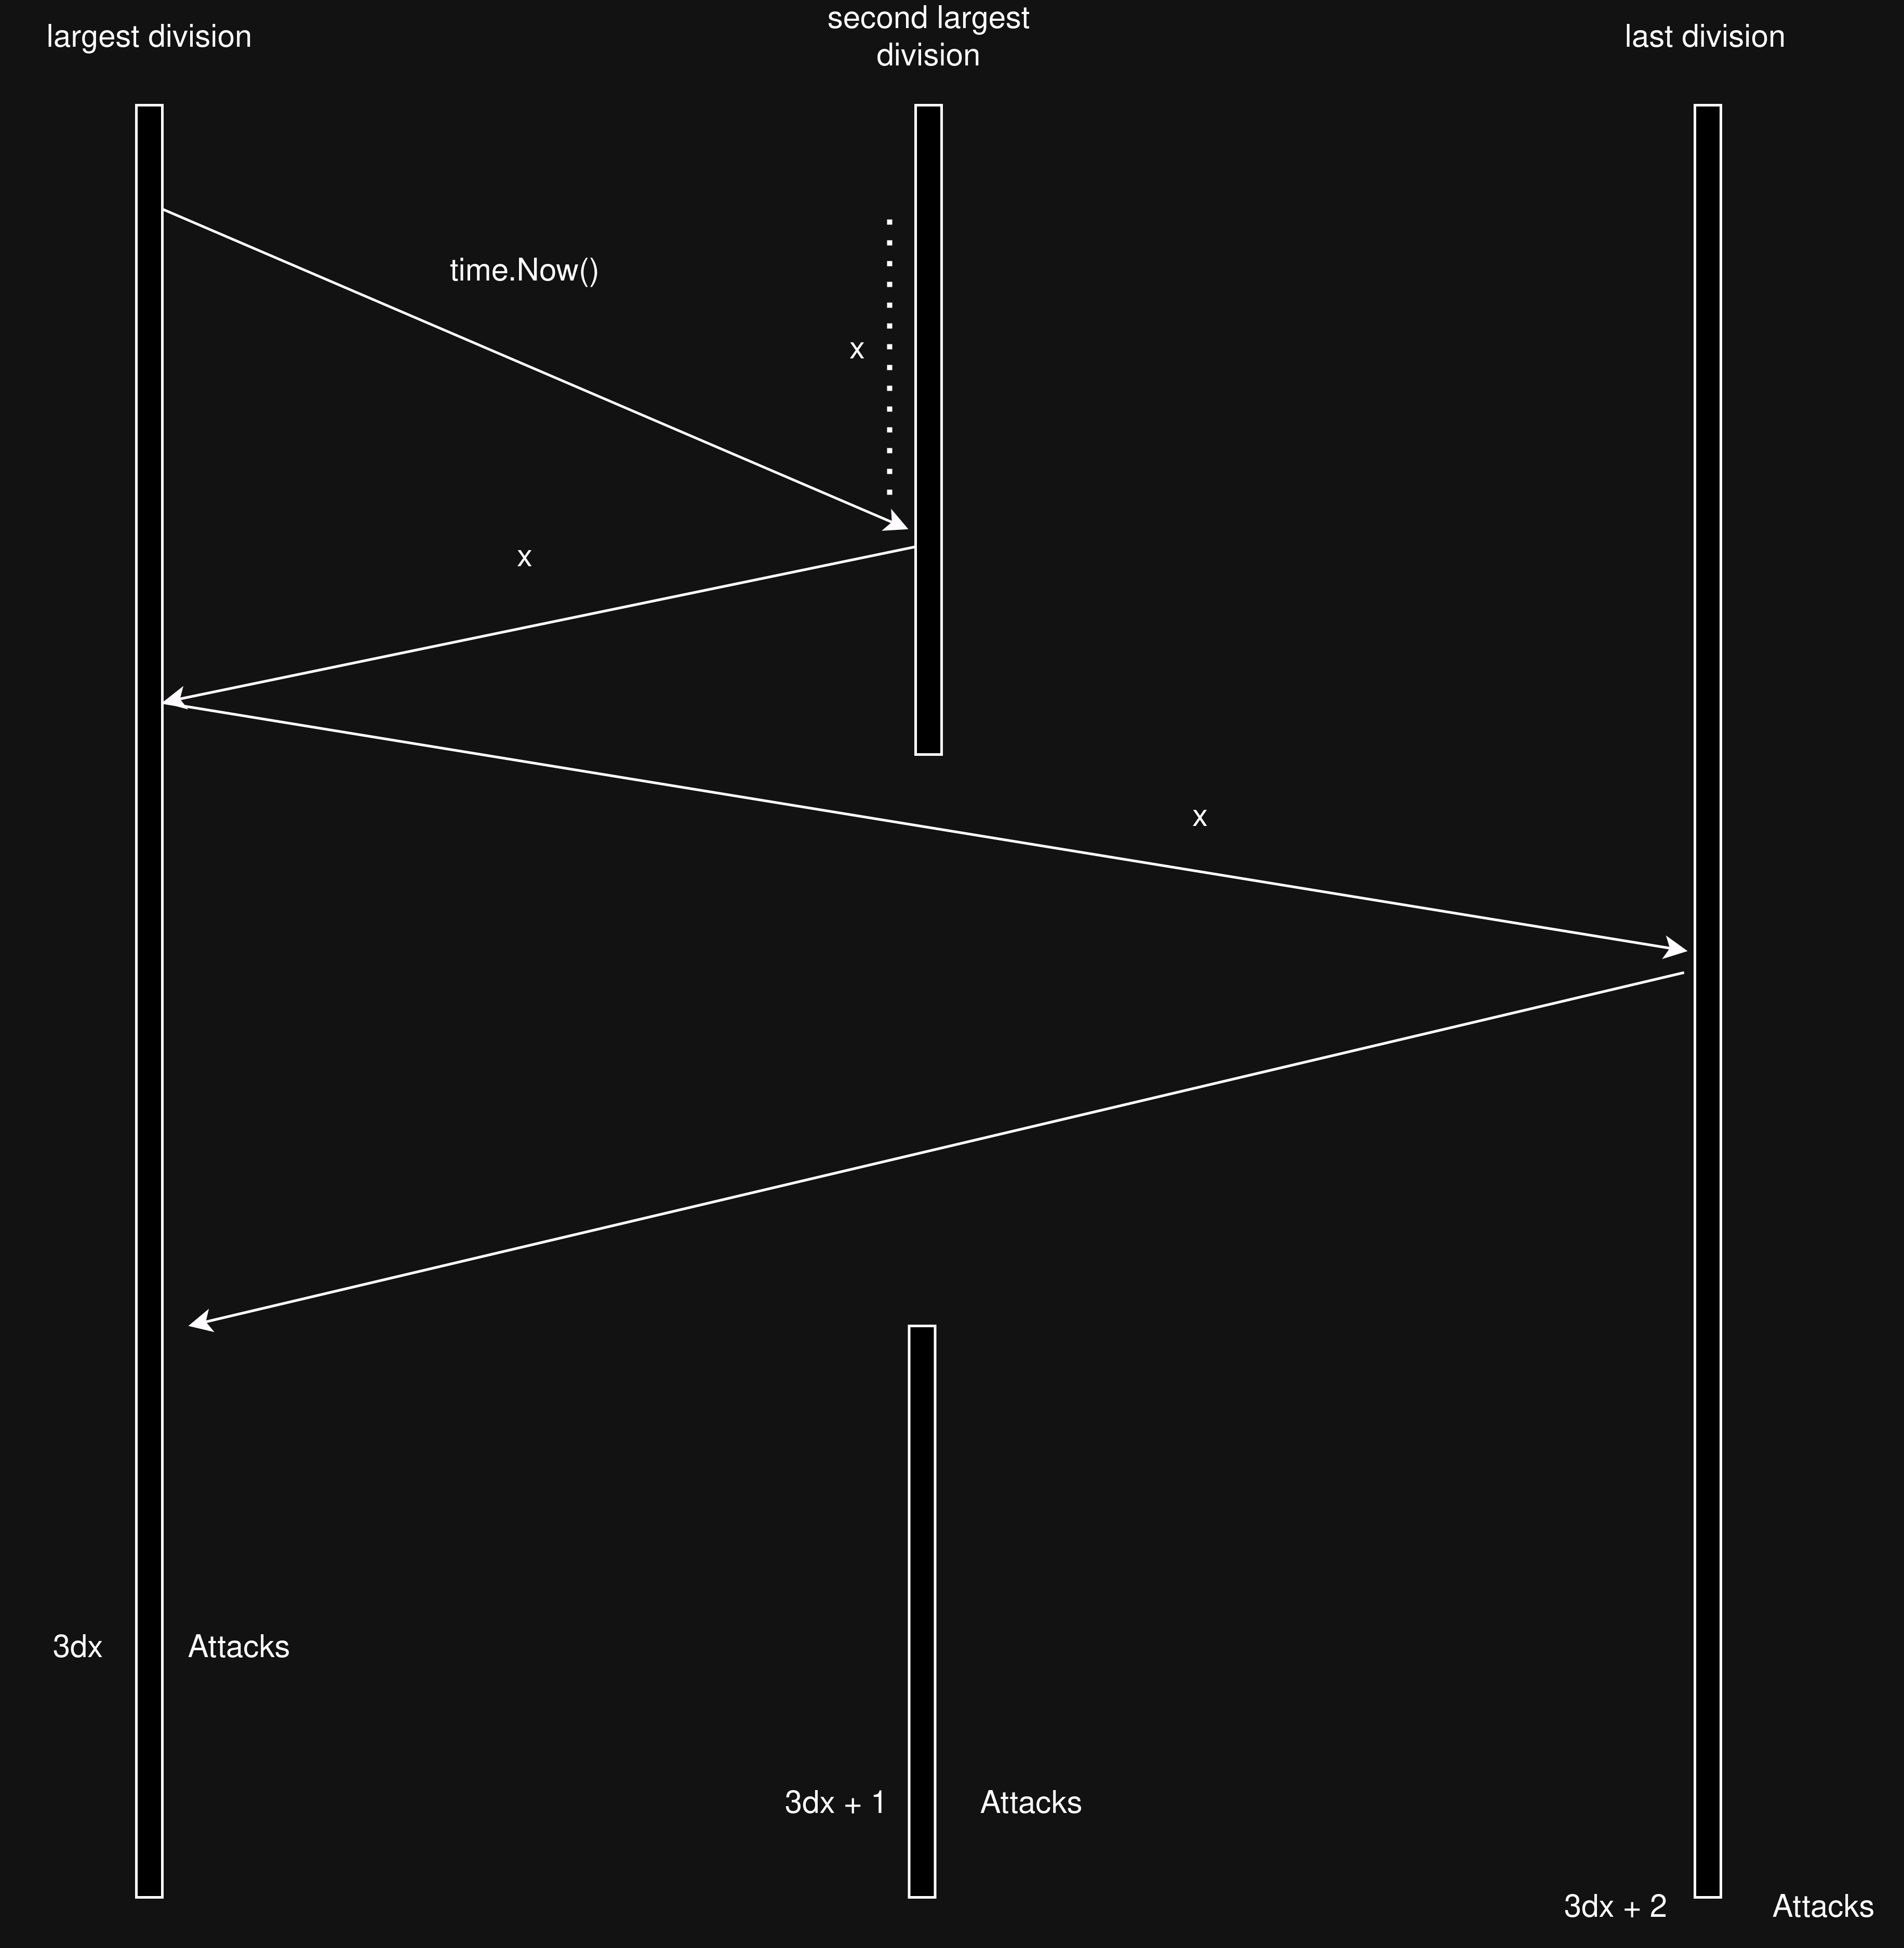 largest division
second largest
division
last division
time.Now()
x
x
x
3dx
Attacks
3dx + 1
Attacks
3dx + 2
Attacks